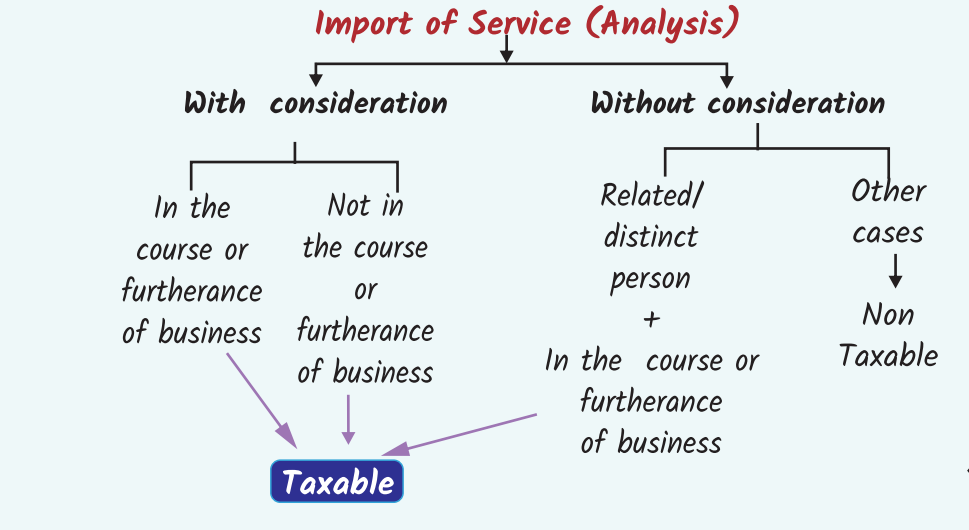 Import of Service (Analysis)
With consideration
Without consideration
In the
course or
furtherance
of business
Not in
the course
or
furtherance
of business
Related/
distinct
person
+
In the course or
furtherance
of business
Other
cases
Non
Taxable
Taxable